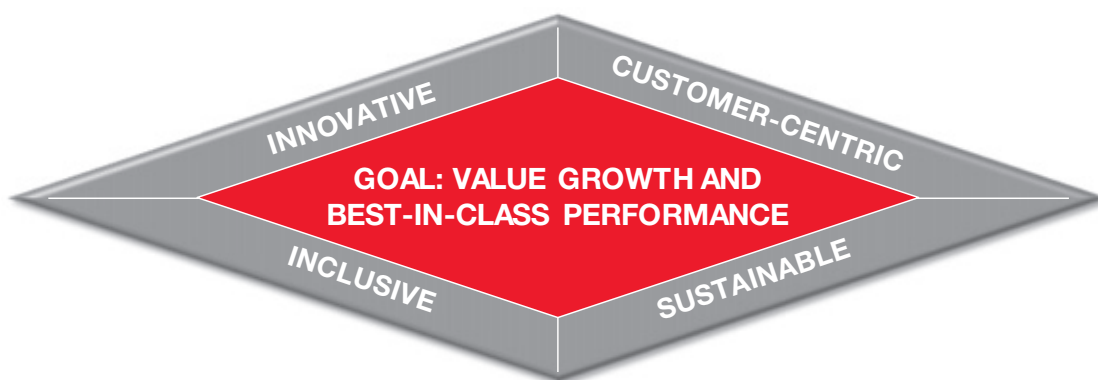 INNOVATIVE
CUSTOMER-CENTRIC
GOAL: VALUE GROWTH AND
BEST-IN-CLASS PERFORMANCE
INCLUSIVE
SUSTAINABLE